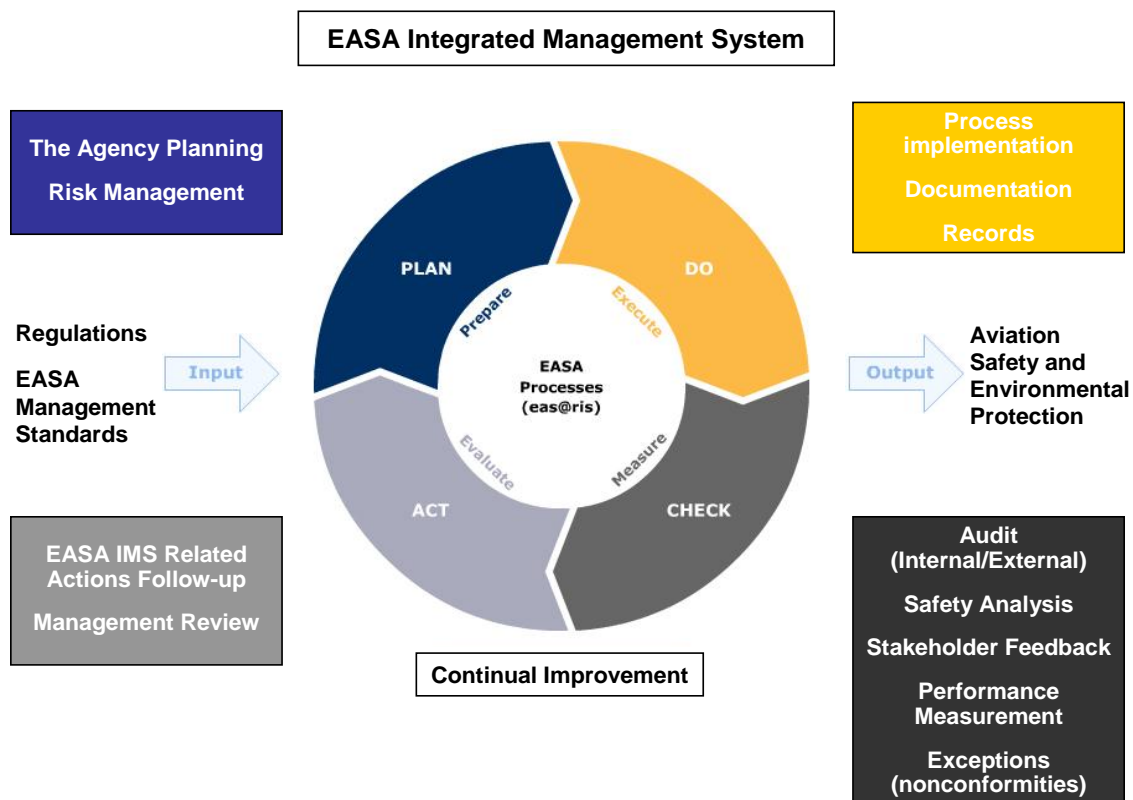 EASA Integrated Management System
The Agency Planning
Risk Management
Process
implementation
Documentation
Records
PLAN
DO
Prepare
Execute
Regulations
EASA
Management
Standards
Input
EASA
Processes
(eas@ris)
Output
Aviation
Safety and
Environmental
Protection
Evaluate
Measure
ACT
CHECK
EASA IMS Related
Actions Follow-up
Management Review
Continual Improvement
Audit
(Internal/External)
Safety Analysis
Stakeholder Feedback
Performance
Measurement
Exceptions
(nonconformities)